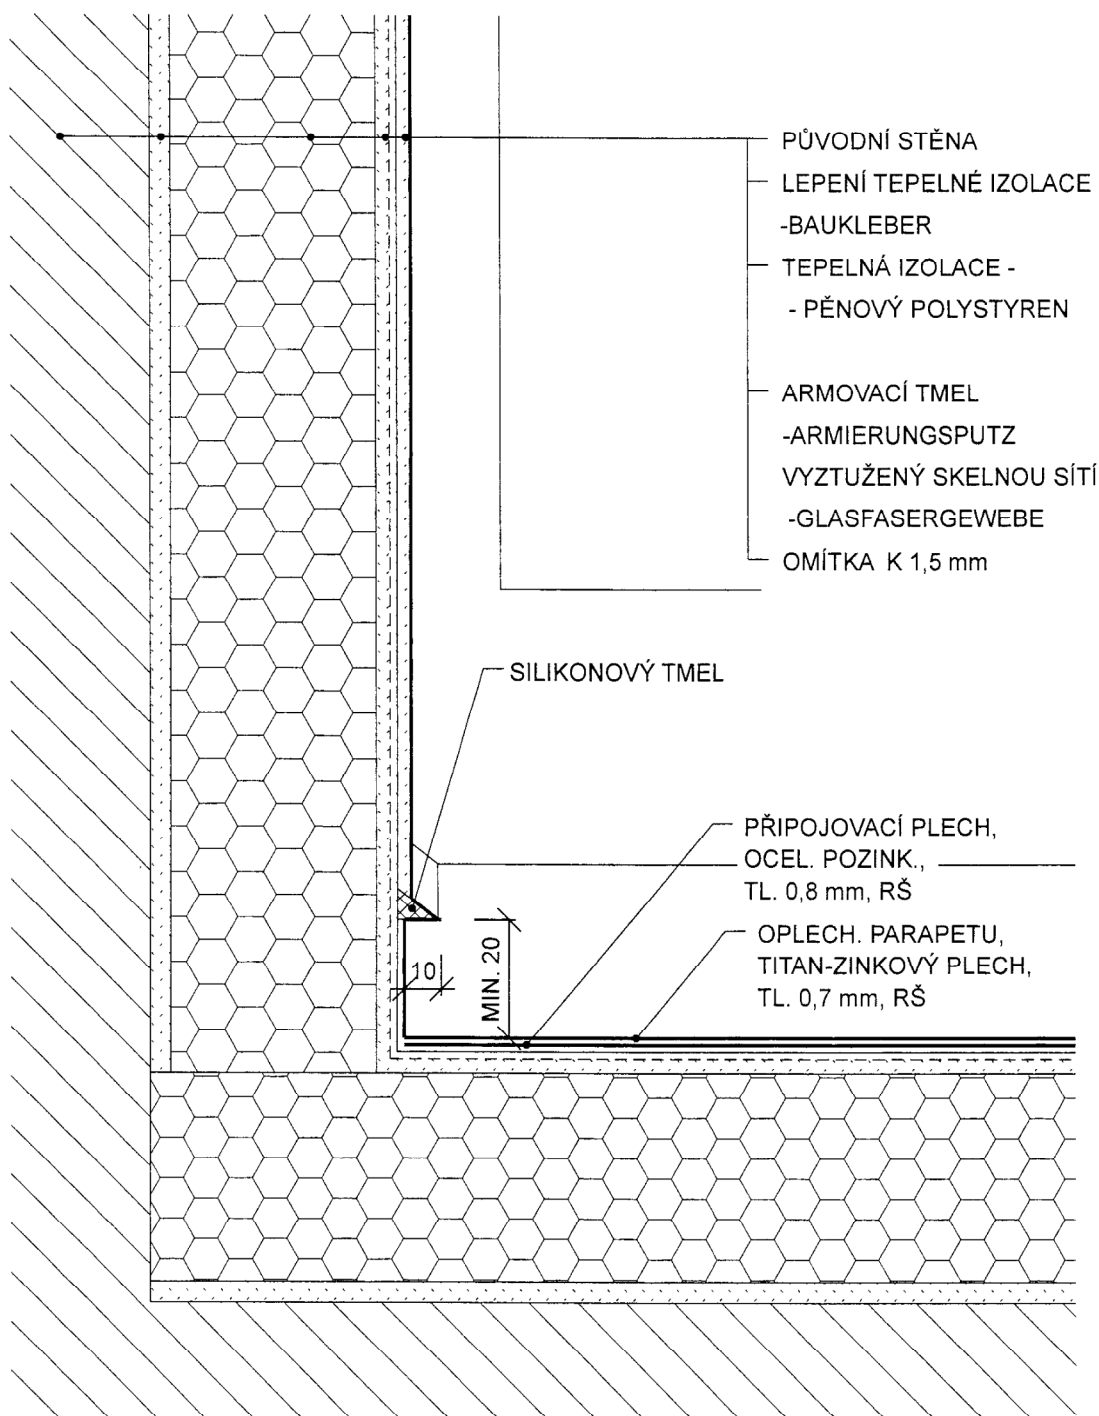 PŮVODNÍ STĚNA
LEPENÍ TEPELNÉ IZOLACE
-BAUKLEBER
TEPELNÁ IZOLACE -
- PĚNOVÝ POLYSTYREN
ARMOVACÍ TMEL
-ARMIERUNGSPUTZ
VYZTUŽENÝ SKELNOU SÍTÍ
-GLASFASERGEWEBE
OMÍTKA K 1,5 mm
SILIKONOVÝ TMEL
PŘIPOJOVACÍ PLECH,
OCEL. POZINK.,
TL. 0,8 mm, RŠ
OPLECH. PARAPETU,
TITAN-ZINKOVÝ PLECH,
TL. 0,7 mm, RŠ
10
MIN. 20